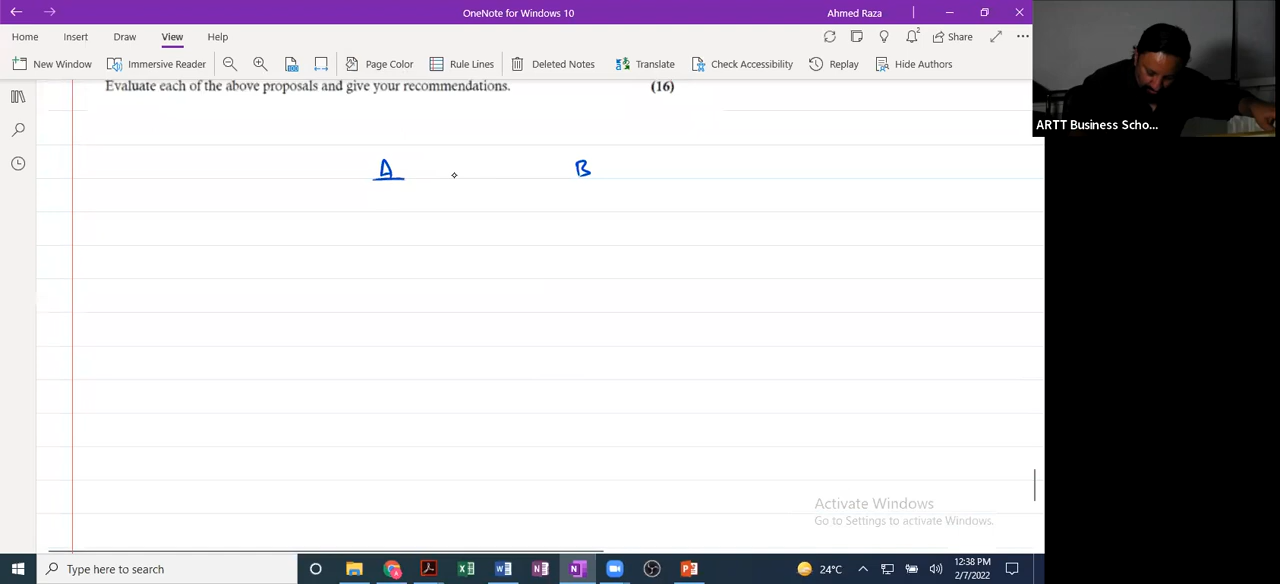 OneNote for Windows 10
Ahmed Raza
Home Insert Draw View Help
2 Share
New Window Immersive Reader Page Color Rule Lines Deleted Notes Translate Check Accessibility Replay Hide Authors
ARTT Business Scho...
Evaluate each of the above proposals and give your recommendations. (16)
A B
Activate Windows
Go to Settings to activate Windows.
Type here to search
24°C
12:38 PM
2/7/2022